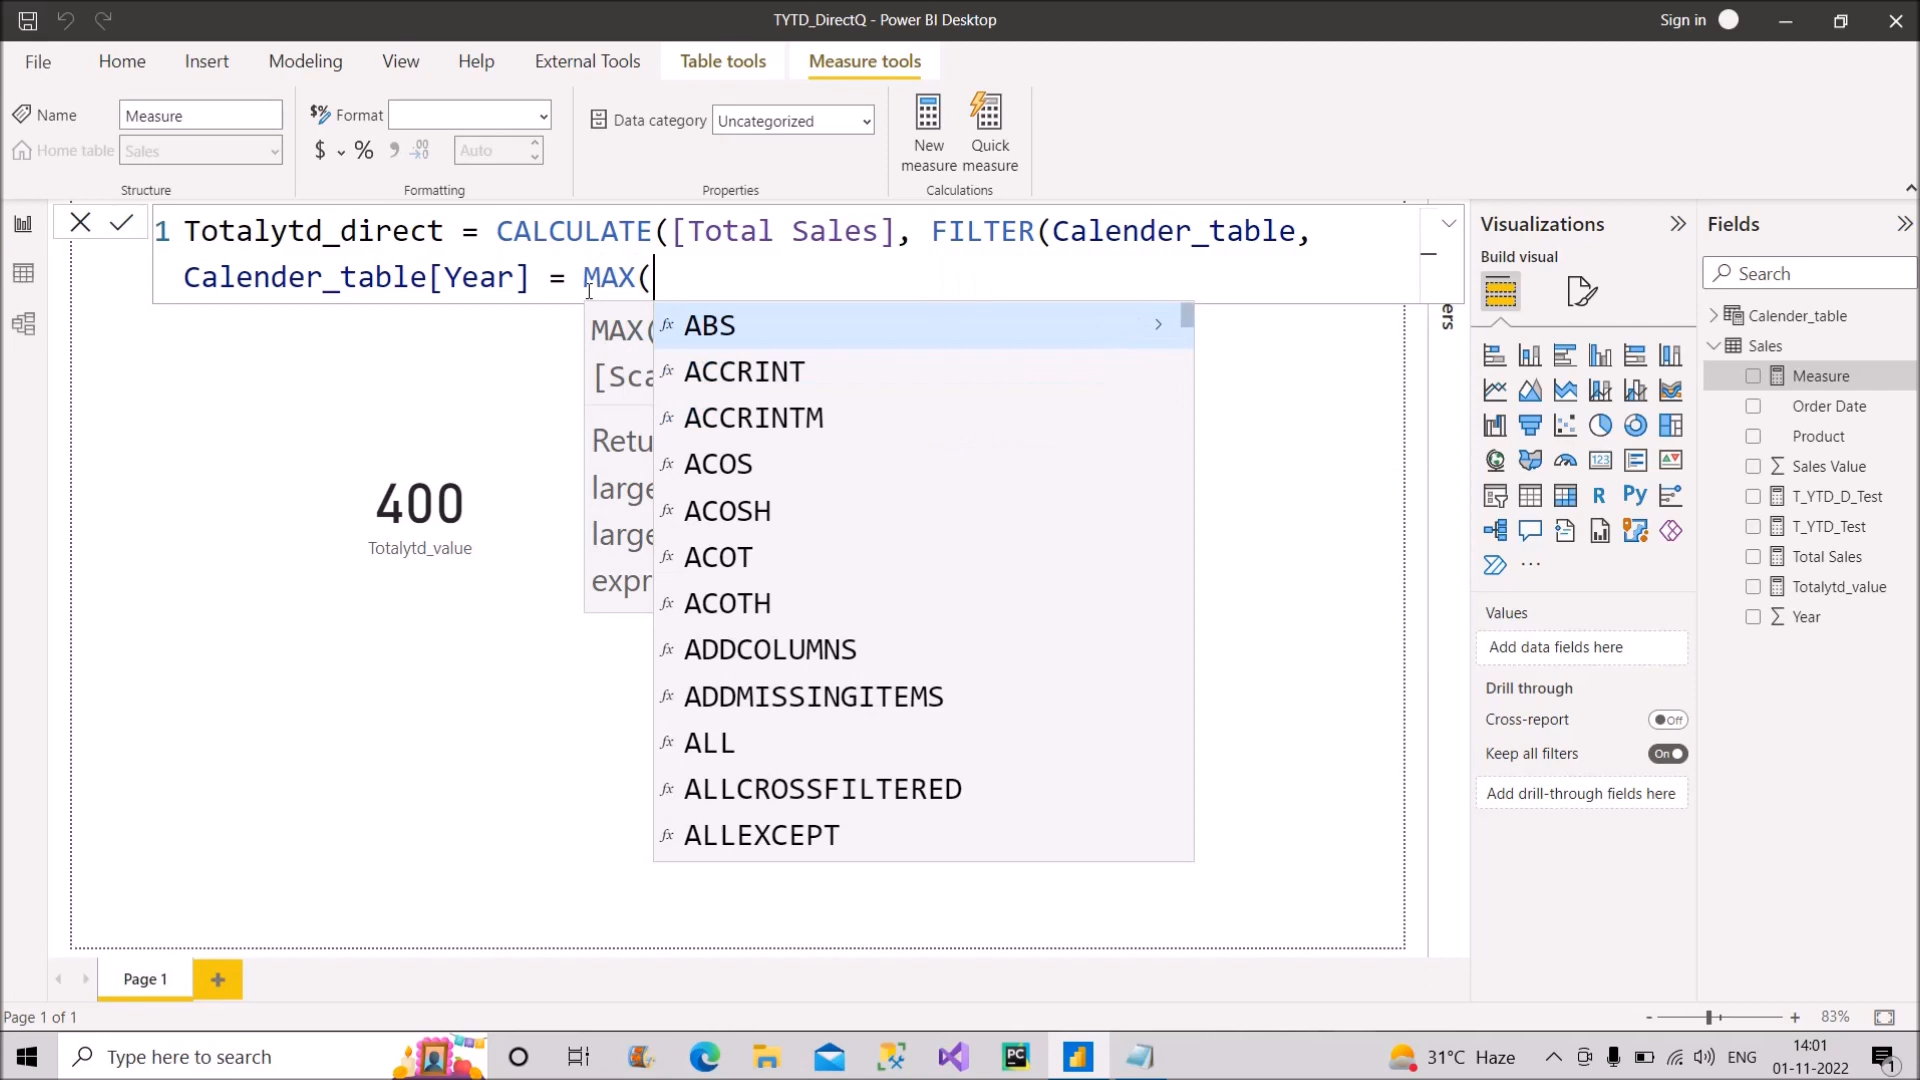 TYTD_DirectQ - Power BI Desktop
Sign in
File Home Insert Modeling View Help External Tools Table tools Measure tools
Name Measure
Home table Sales
Structure
Format
$ % Auto
Formatting
Data category Uncategorized
Properties
New measure
Quick measure
Calculations
1 Totalytd_direct = CALCULATE([Total Sales], FILTER(Calender_table,
Calender_table[Year] = MAX(
MAX(
[Sca
Retu
large
large
expr
ABS
ACCRINT
ACCRINTM
ACOS
ACOSH
ACOT
ACOTH
ADDCOLUMNS
ADDMISSINGITEMS
ALL
ALLCROSSFILTERED
ALLEXCEPT
400
Totalytd_value
ers
Visualizations
Build visual
123
R
Py
Values
Add data fields here
Drill through
Cross-report Off
Keep all filters On
Add drill-through fields here
Fields
Search
Calender_table
Sales
Measure
Order Date
Product
Sales Value
T_YTD_D_Test
T_YTD_Test
Total Sales
Totalytd_value
Year
Page 1
Page 1 of 1
83%
Type here to search
PC
31°C Haze
ENG
14:01
01-11-2022
1